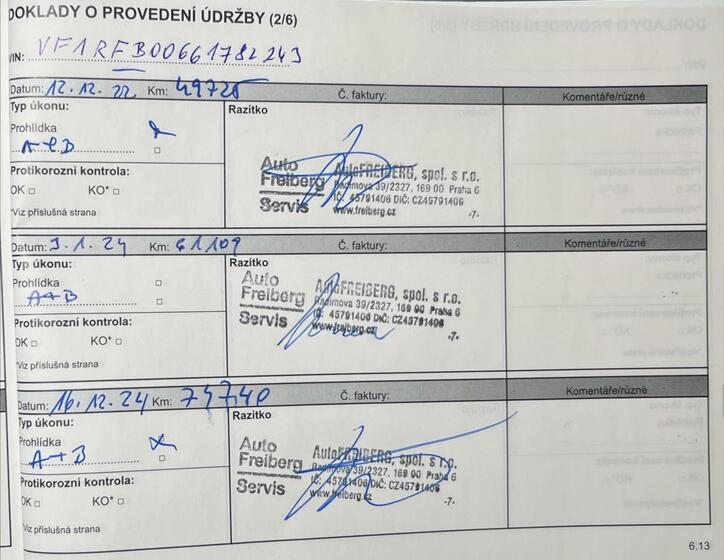 DOKLADY O PROVEDENÍ ÚDRŽBY (2/6)
VIN: VF1RFB00661782243
Datum: 12.12.22 Km: 49725 Č. faktury: Komentáře/různé
Typ úkonu: Razítko
Prohlídka
A+B
Protikorozní kontrola:
OK KO*
*Viz příslušná strana
Auto Freiberg Servis
AutoFREIBERG, spol. s r.o.
Radimova 39/2327, 169 00 Praha 6
IČ: 45791406 DIČ: CZ45791406
www.freiberg.cz
-7-
Datum: 3.1.24 Km: 61109 Č. faktury: Komentáře/různé
Typ úkonu: Razítko
Prohlídka
A+B
Protikorozní kontrola:
OK KO*
*Viz příslušná strana
Auto Freiberg Servis
AutoFREIBERG, spol. s r.o.
Radimova 39/2327, 169 00 Praha 6
IČ: 45791406 DIČ: CZ45791406
www.freiberg.cz
-7-
Datum: 16.12.24 Km: 74740 Č. faktury: Komentáře/různé
Typ úkonu: Razítko
Prohlídka
A+B
Protikorozní kontrola:
OK KO*
*Viz příslušná strana
Auto Freiberg Servis
AutoFREIBERG, spol. s r.o.
Radimova 39/2327, 169 00 Praha 6
IČ: 45791406 DIČ: CZ45791406
www.freiberg.cz
-7-
6.13